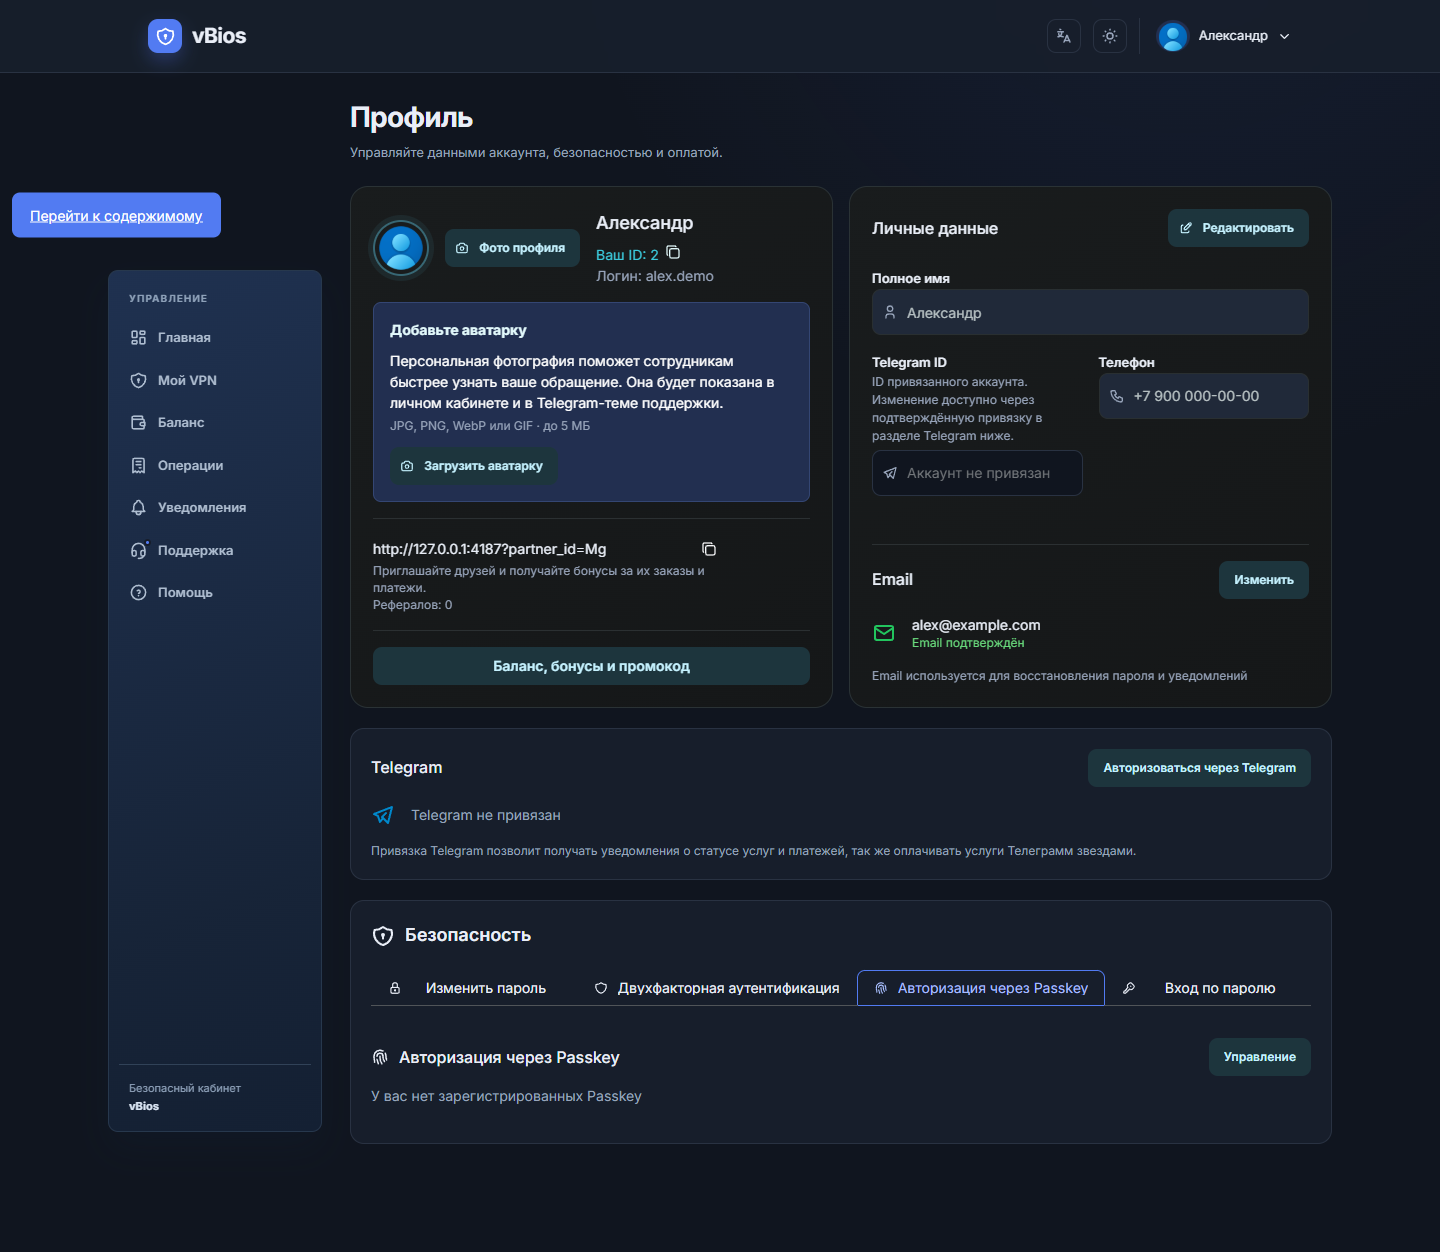 vBios
Александр
Профиль
Управляйте данными аккаунта, безопасностью и оплатой.
Перейти к содержимому
УПРАВЛЕНИЕ
Главная
Мой VPN
Баланс
Операции
Уведомления
Поддержка
Помощь
Безопасный кабинет
vBios
Фото профиля
Александр
Ваш ID: 2
Логин: alex.demo
Добавьте аватарку
Персональная фотография поможет сотрудникам
быстрее узнать ваше обращение. Она будет показана в
личном кабинете и в Telegram-теме поддержки.
JPG, PNG, WebP или GIF · до 5 МБ
Загрузить аватарку
http://127.0.0.1:4187?partner_id=Mg
Приглашайте друзей и получайте бонусы за их заказы и
платежи.
Рефералов: 0
Баланс, бонусы и промокод
Личные данные
Редактировать
Полное имя
Александр
Telegram ID
ID привязанного аккаунта.
Изменение доступно через
подтверждённую привязку в
разделе Telegram ниже.
Аккаунт не привязан
Телефон
+7 900 000-00-00
Email
Изменить
alex@example.com
Email подтверждён
Email используется для восстановления пароля и уведомлений
Telegram
Авторизоваться через Telegram
Telegram не привязан
Привязка Telegram позволит получать уведомления о статусе услуг и платежей, так же оплачивать услуги Телеграмм звездами.
Безопасность
Изменить пароль
Двухфакторная аутентификация
Авторизация через Passkey
Вход по паролю
Авторизация через Passkey
Управление
У вас нет зарегистрированных Passkey